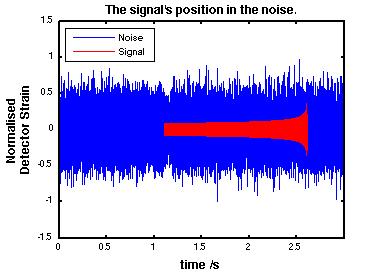 The signal's position in the noise.
1.5
Noise
Signal
1
0.5
Normalised
Detector Strain
0
-0.5
-1
-1.5
0 0.5 1 1.5 2 2.5
time /s